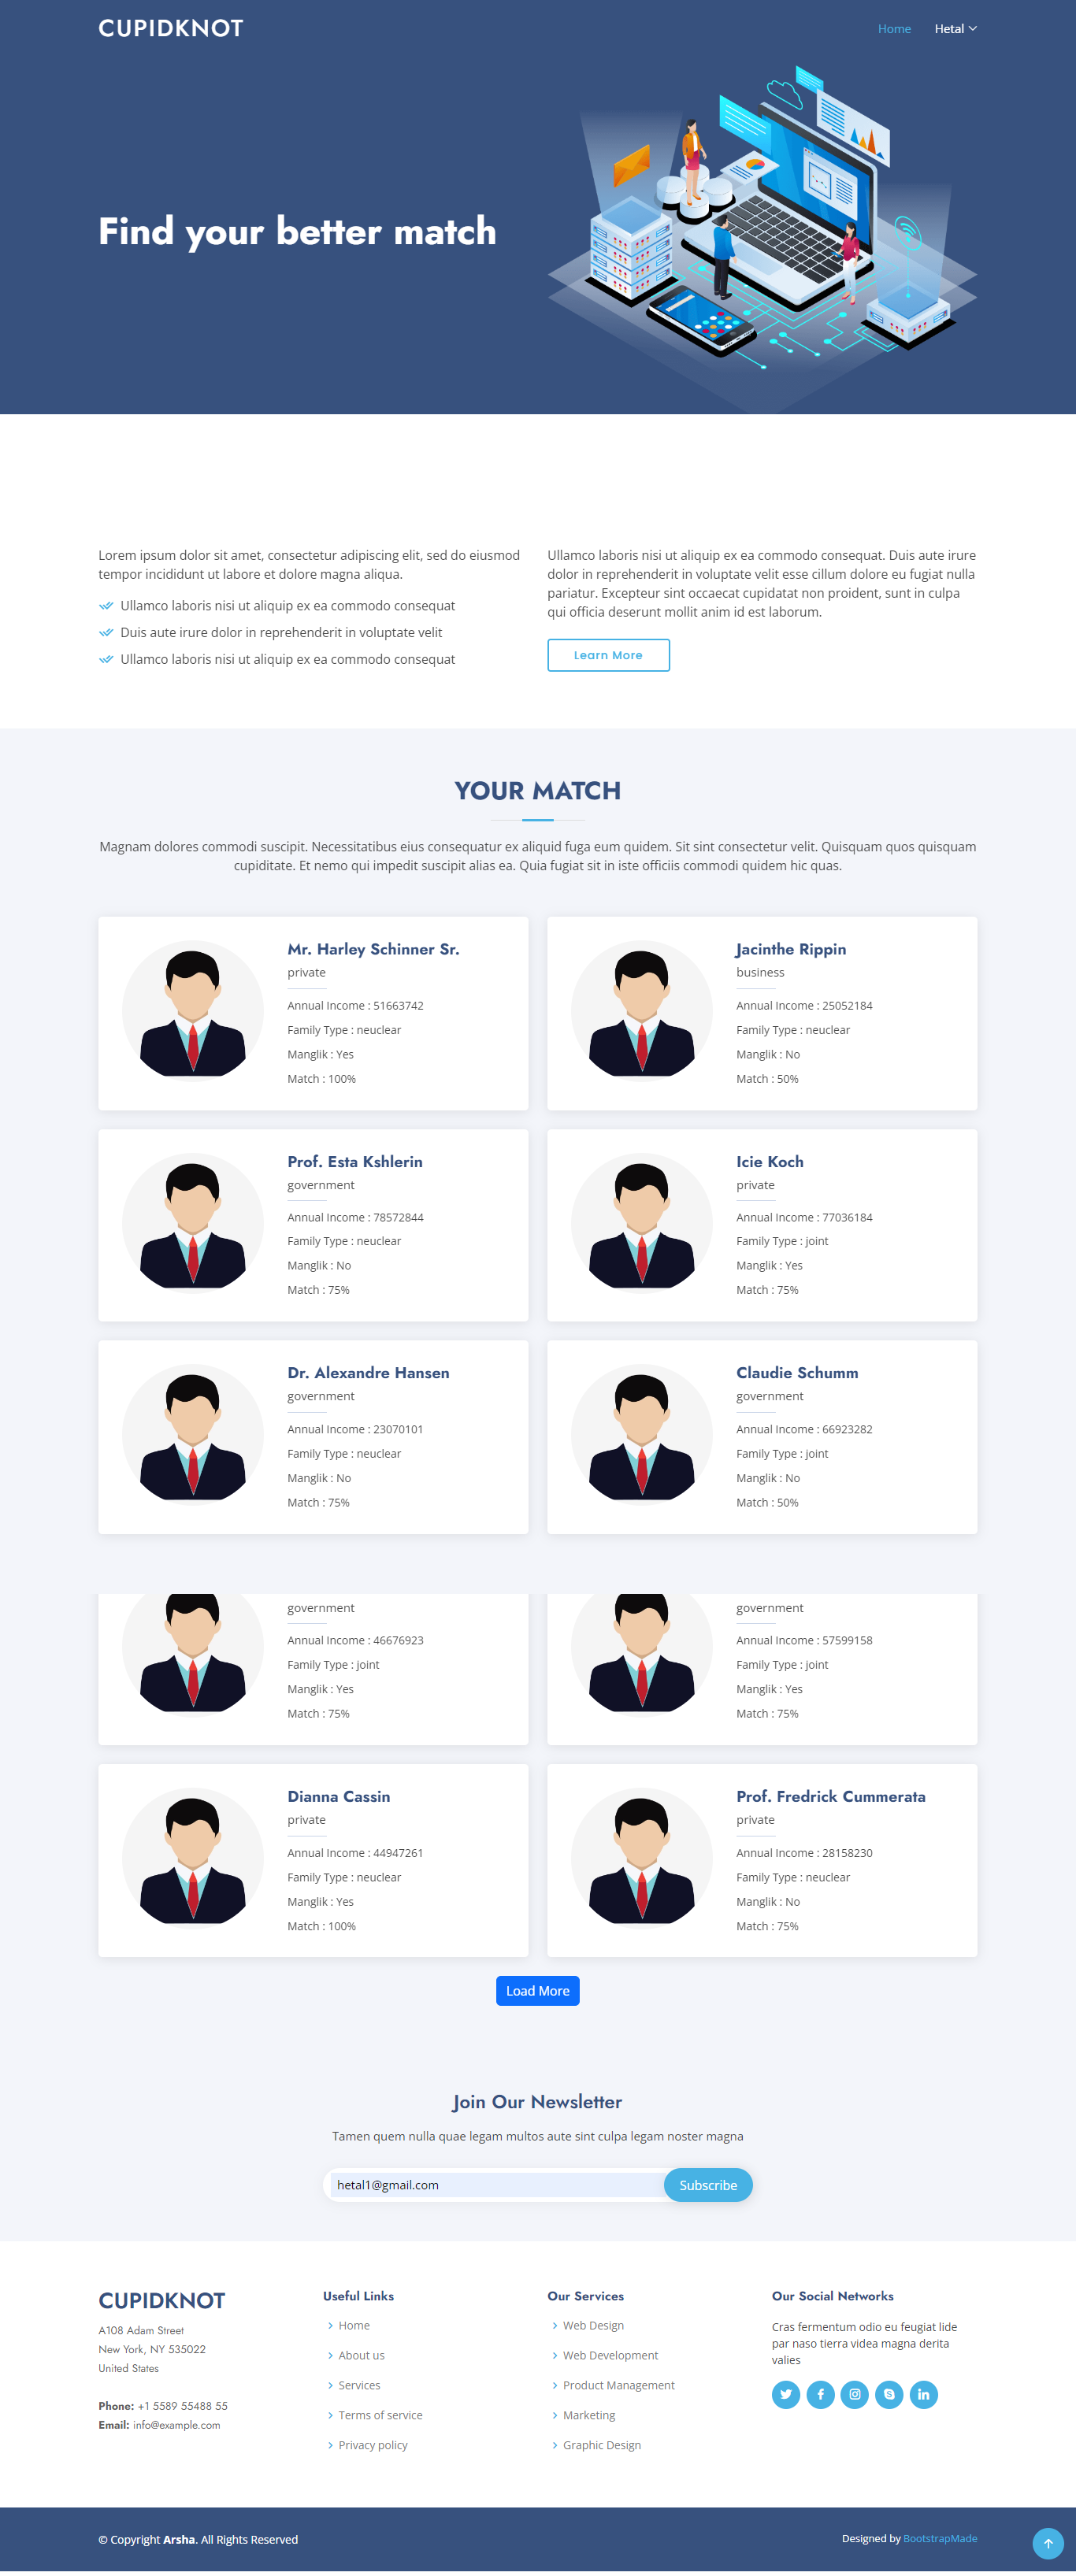 CUPIDKNOT
Home
Hetal
Find your better match
Lorem ipsum dolor sit amet, consectetur adipiscing elit, sed do eiusmod
tempor incididunt ut labore et dolore magna aliqua.
Ullamco laboris nisi ut aliquip ex ea commodo consequat
Duis aute irure dolor in reprehenderit in voluptate velit
Ullamco laboris nisi ut aliquip ex ea commodo consequat
Ullamco laboris nisi ut aliquip ex ea commodo consequat. Duis aute irure
dolor in reprehenderit in voluptate velit esse cillum dolore eu fugiat nulla
pariatur. Excepteur sint occaecat cupidatat non proident, sunt in culpa
qui officia deserunt mollit anim id est laborum.
Learn More
YOUR MATCH
Magnam dolores commodi suscipit. Necessitatibus eius consequatur ex aliquid fuga eum quidem. Sit sint consectetur velit. Quisquam quos quisquam
cupiditate. Et nemo qui impedit suscipit alias ea. Quia fugiat sit in iste officiis commodi quidem hic quas.
Mr. Harley Schinner Sr.
private
Annual Income : 51663742
Family Type : neuclear
Manglik : Yes
Match : 100%
Jacinthe Rippin
business
Annual Income : 25052184
Family Type : neuclear
Manglik : No
Match : 50%
Prof. Esta Kshlerin
government
Annual Income : 78572844
Family Type : neuclear
Manglik : No
Match : 75%
Icie Koch
private
Annual Income : 77036184
Family Type : joint
Manglik : Yes
Match : 75%
Dr. Alexandre Hansen
government
Annual Income : 23070101
Family Type : neuclear
Manglik : No
Match : 75%
Claudie Schumm
government
Annual Income : 66923282
Family Type : joint
Manglik : No
Match : 50%
government
Annual Income : 46676923
Family Type : joint
Manglik : Yes
Match : 75%
government
Annual Income : 57599158
Family Type : joint
Manglik : Yes
Match : 75%
Dianna Cassin
private
Annual Income : 44947261
Family Type : neuclear
Manglik : Yes
Match : 100%
Prof. Fredrick Cummerata
private
Annual Income : 28158230
Family Type : neuclear
Manglik : No
Match : 75%
Load More
Join Our Newsletter
Tamen quem nulla quae legam multos aute sint culpa legam noster magna
hetal1@gmail.com
Subscribe
CUPIDKNOT
A108 Adam Street
New York, NY 535022
United States
Phone: +1 5589 55488 55
Email: info@example.com
Useful Links
Home
About us
Services
Terms of service
Privacy policy
Our Services
Web Design
Web Development
Product Management
Marketing
Graphic Design
Our Social Networks
Cras fermentum odio eu feugiat lide
par naso tierra videa magna derita
valies
© Copyright Arsha. All Rights Reserved
Designed by BootstrapMade